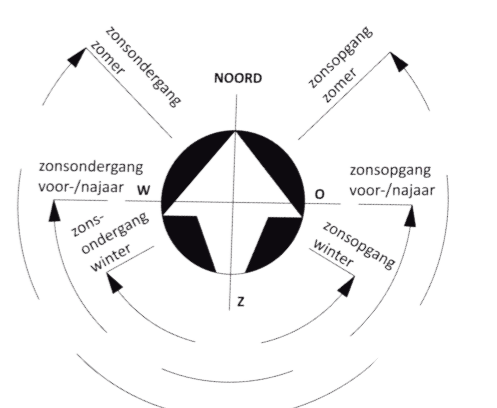 zonsondergang
zomer
NOORD
zonsopgang
zomer
zonsondergang
voor-/najaar
W
O
zonsopgang
voor-/najaar
zons-
ondergang
winter
zonsopgang
winter
Z